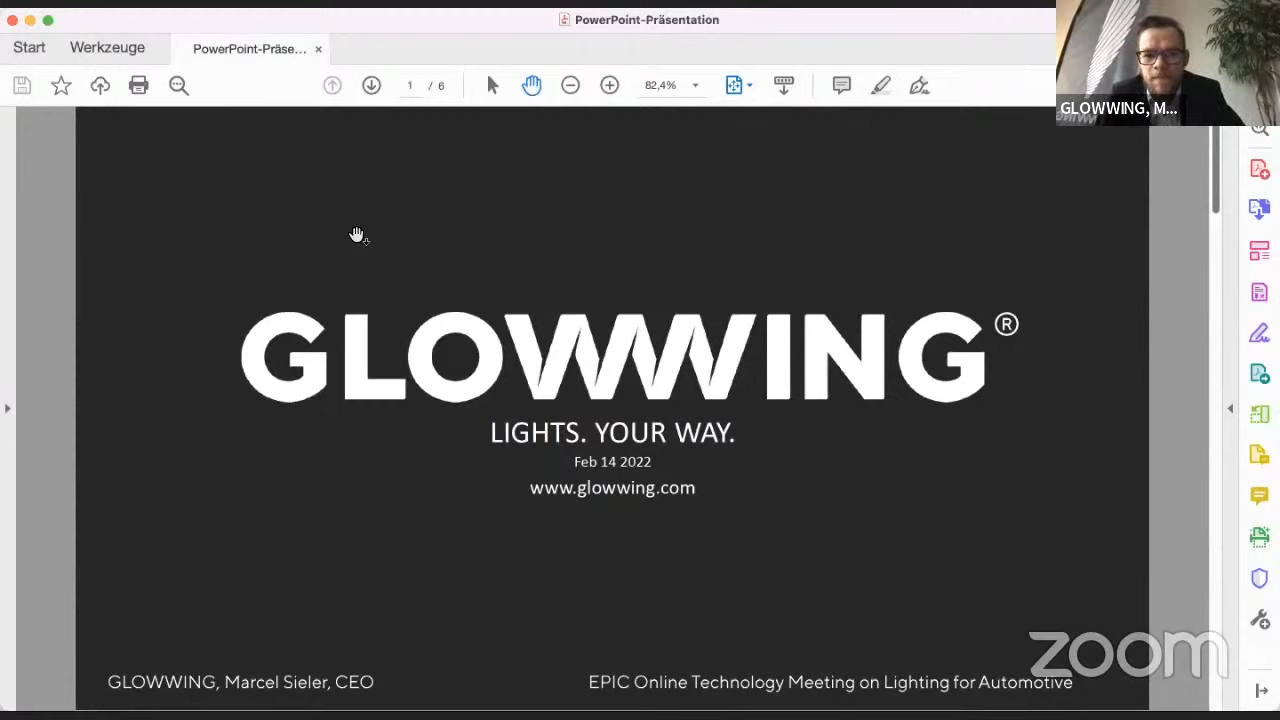 PowerPoint-Präsentation
Start Werkzeuge PowerPoint-Präse... ×
1 / 6 82,4%
GLOWWING, M...
GLOWWING®
LIGHTS. YOUR WAY.
Feb 14 2022
www.glowwing.com
zoom
GLOWWING, Marcel Sieler, CEO EPIC Online Technology Meeting on Lighting for Automotive